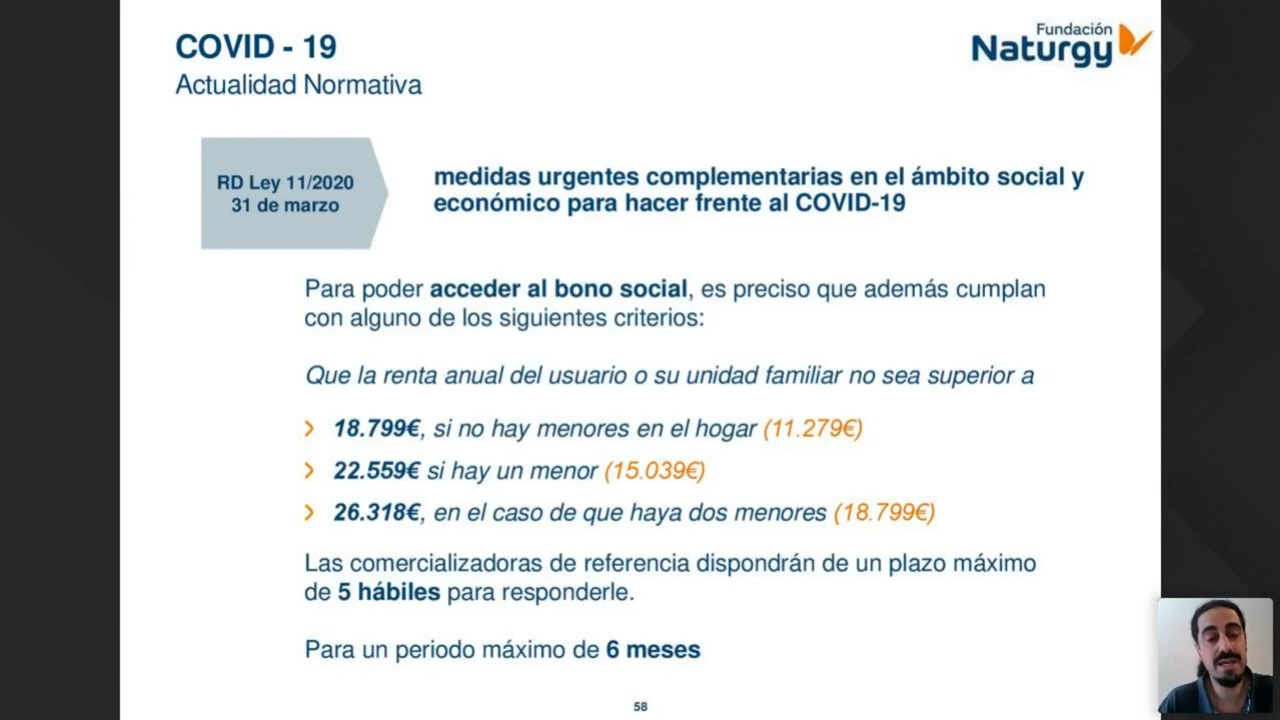 COVID - 19
Actualidad Normativa
Fundación
Naturgy
RD Ley 11/2020
31 de marzo
medidas urgentes complementarias en el ámbito social y
económico para hacer frente al COVID-19
Para poder acceder al bono social, es preciso que además cumplan
con alguno de los siguientes criterios:
Que la renta anual del usuario o su unidad familiar no sea superior a
18.799€, si no hay menores en el hogar (11.279€)
22.559€ si hay un menor (15.039€)
26.318€, en el caso de que haya dos menores (18.799€)
Las comercializadoras de referencia dispondrán de un plazo máximo
de 5 hábiles para responderle.
Para un periodo máximo de 6 meses
58